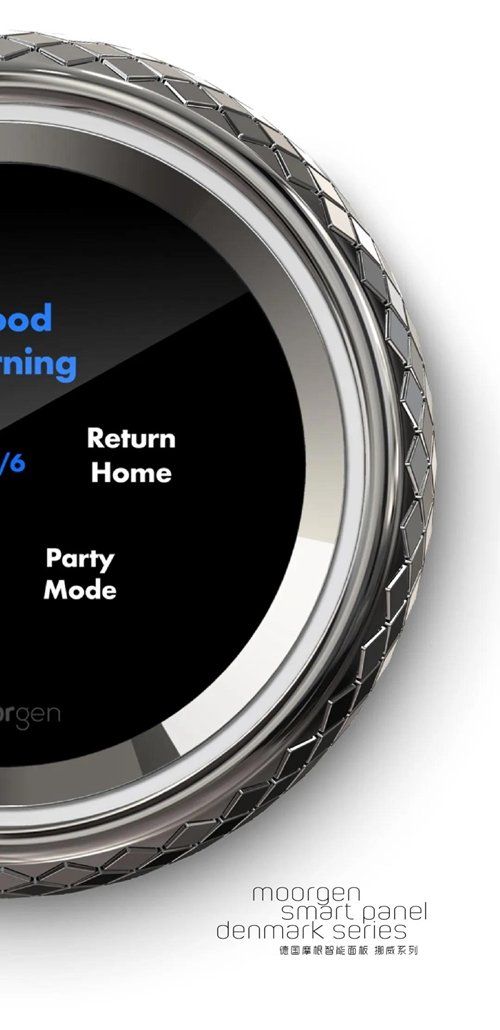 ood
rning
/6
Return
Home
Party
Mode
orgen
moorgen
smart panel
denmark series
德国摩根智能面板 挪威系列